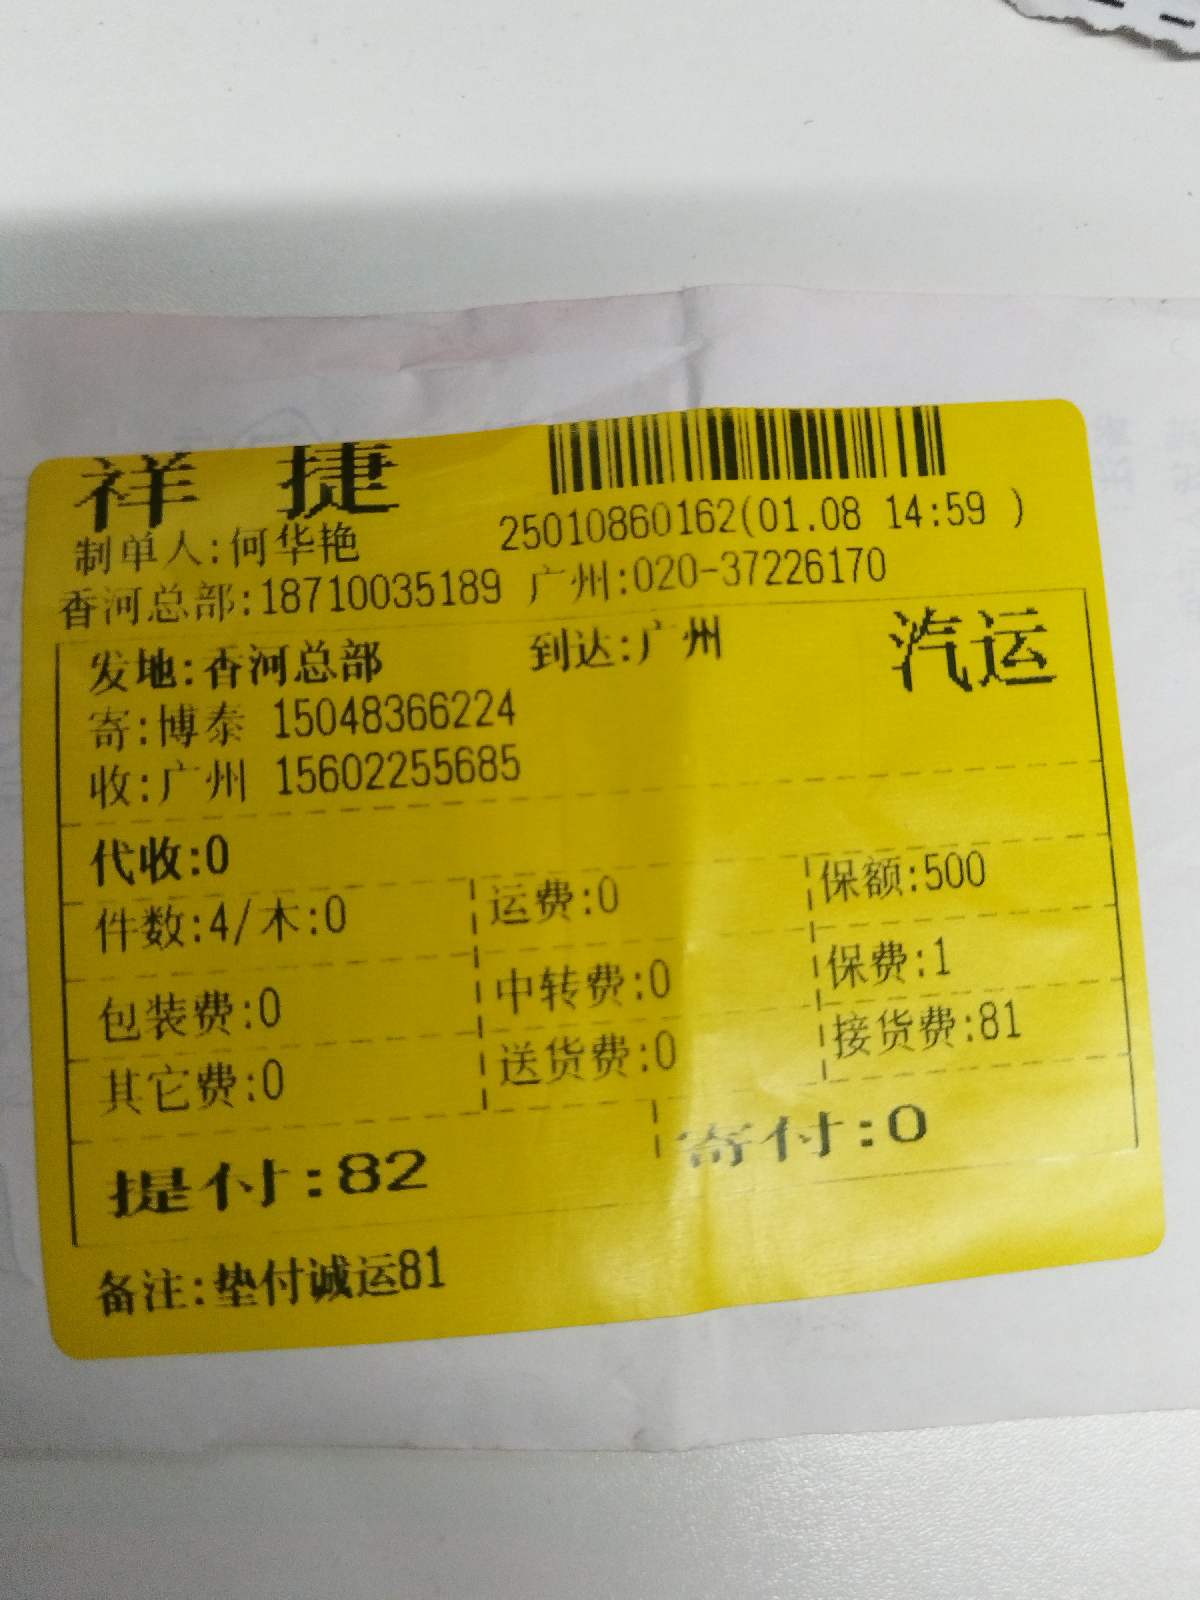 祥 捷
制单人:何华艳 25010860162(01.08 14:59 )
香河总部:18710035189 广州:020-37226170
发地:香河总部 到达:广州 汽运
寄:博泰 15048366224
收:广州 15602255685
代收:0
件数:4/木:0 运费:0 保额:500
包装费:0 中转费:0 保费:1
其它费:0 送货费:0 接货费:81
提付:82 寄付:0
备注:垫付诚运81